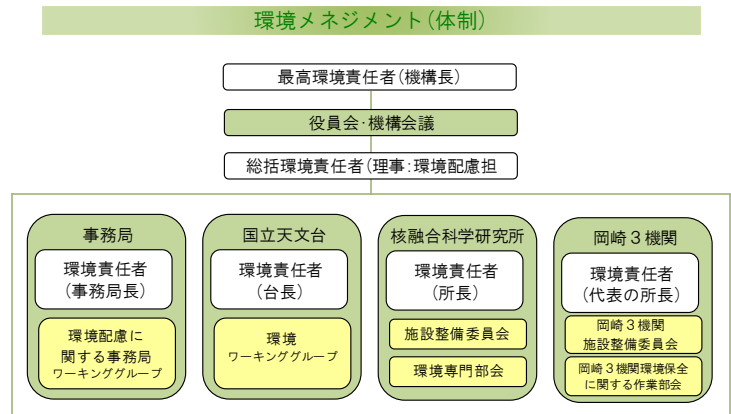 環境メネジメント(体制)
最高環境責任者(機構長)
役員会・機構会議
総括環境責任者(理事:環境配慮担
事務局
環境責任者
(事務局長)
環境配慮に
関する事務局
ワーキンググループ
国立天文台
環境責任者
(台長)
環境
ワーキンググループ
核融合科学研究所
環境責任者
(所長)
施設整備委員会
環境専門部会
岡崎3機関
環境責任者
(代表の所長)
岡崎3機関
施設整備委員会
岡崎3機関環境保全
に関する作業部会